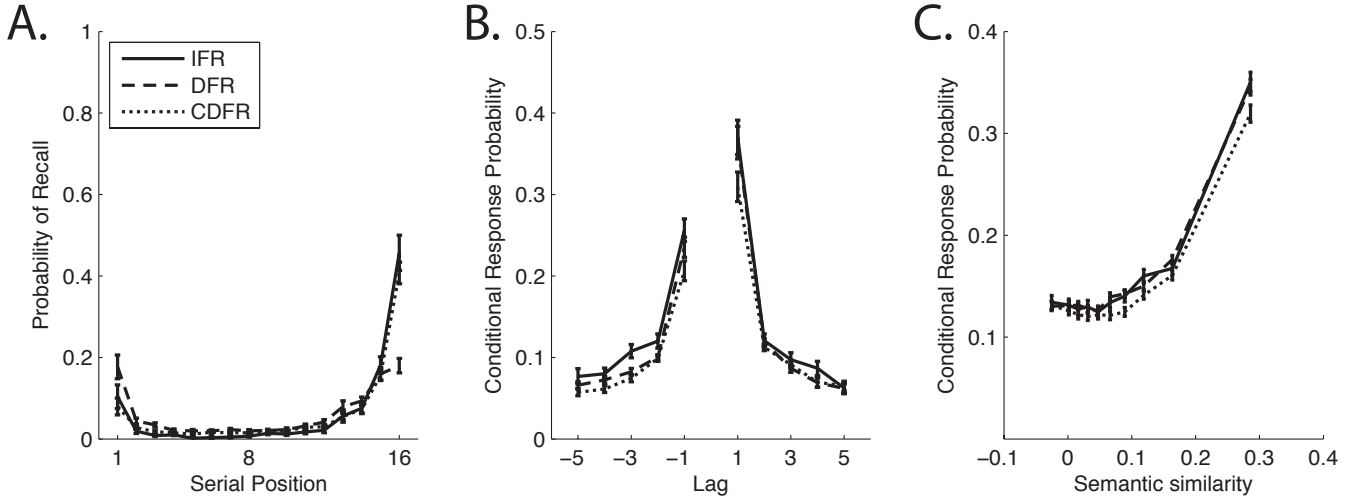 A.
Probability of Recall
1
0.8
0.6
0.4
0.2
0
IFR
DFR
CDFR
1
8
16
Serial Position
B.
Conditional Response Probability
0.5
0.4
0.3
0.2
0.1
0
−5
−3
−1
1
3
5
Lag
C.
Conditional Response Probability
0.4
0.3
0.2
0.1
−0.1
0
0.1
0.2
0.3
0.4
Semantic similarity